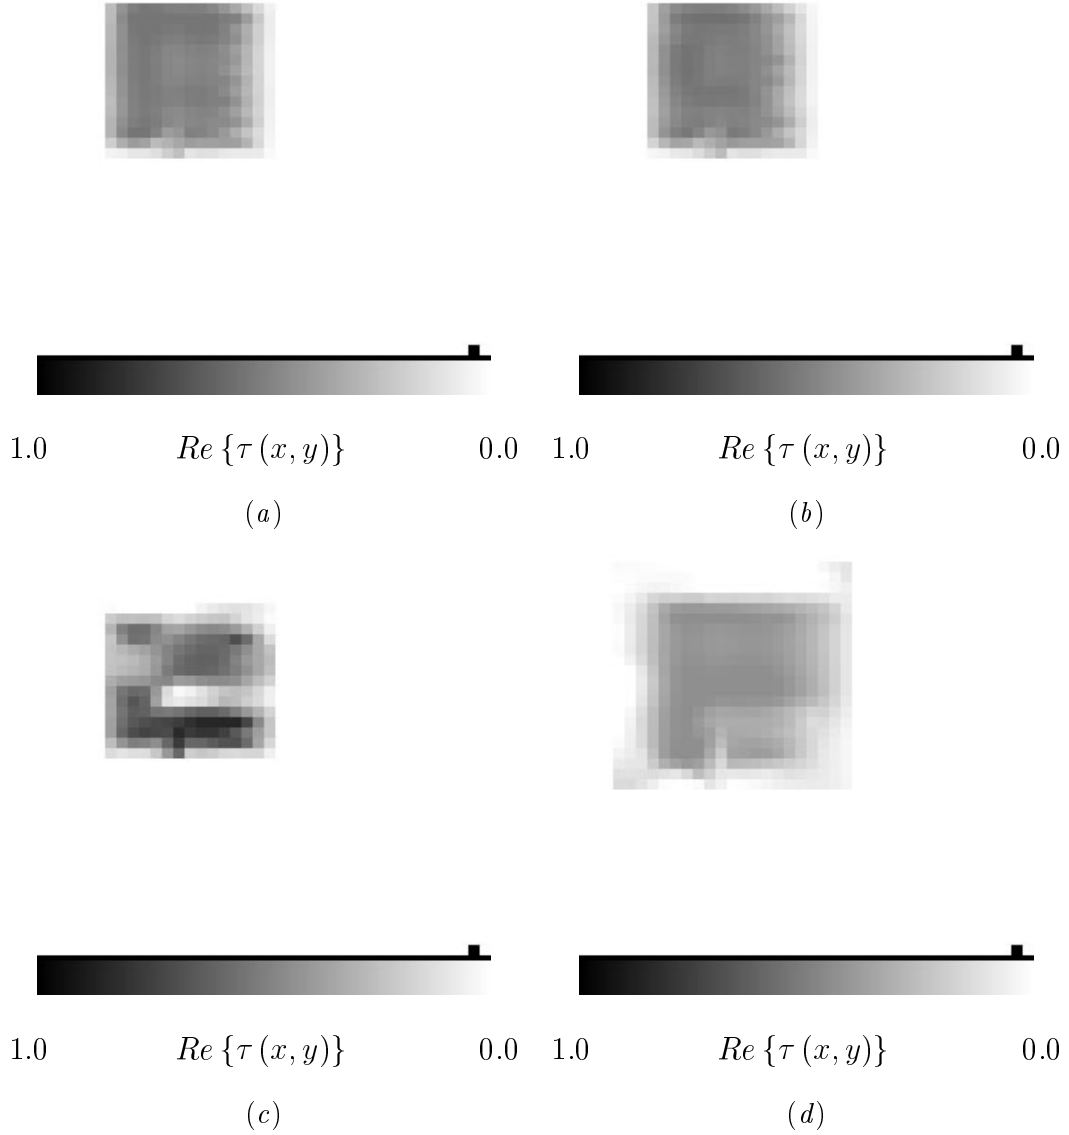 1.0 Re {τ (x, y)} 0.0 1.0 Re {τ (x, y)} 0.0
(a) (b)
1.0 Re {τ (x, y)} 0.0 1.0 Re {τ (x, y)} 0.0
(c) (d)